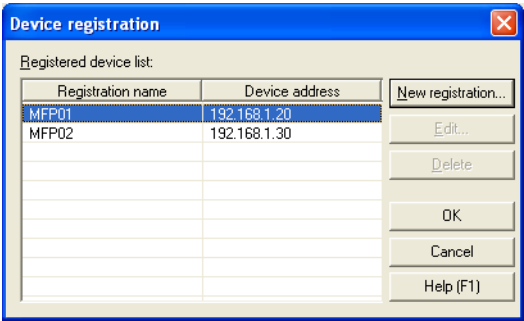 Device registration
Registered device list:
Registration name Device address
MFP01 192.168.1.20
MFP02 192.168.1.30
New registration...
Edit...
Delete
OK
Cancel
Help (F1)